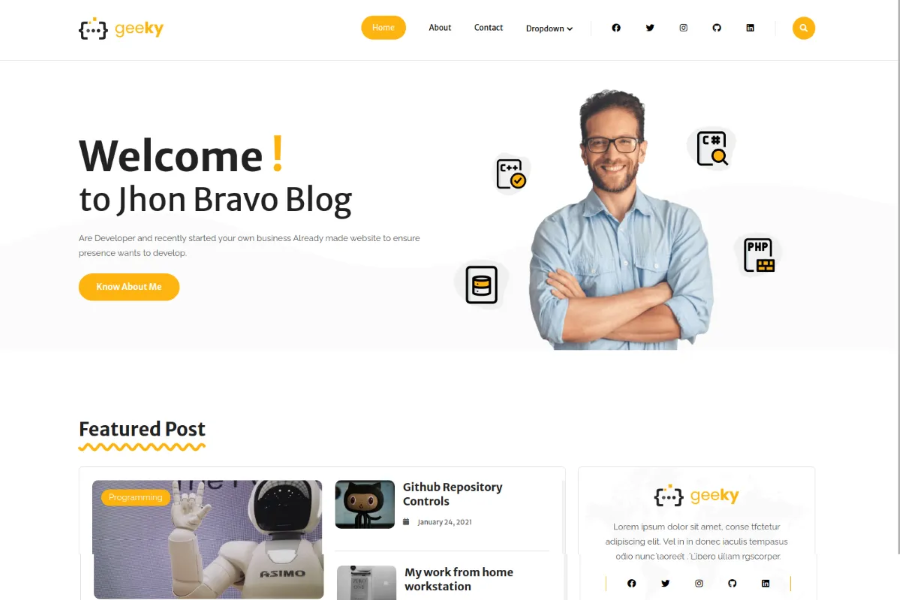 geeky
Home About Contact Dropdown
Welcome !
to Jhon Bravo Blog
Are Developer and recently started your own business Already made website to ensure
presence wants to develop.
Know About Me
C++
C#
PHP
Featured Post
Programming
ASIMO
Github Repository
Controls
January 24, 2021
My work from home
workstation
geeky
Lorem ipsum dolor sit amet, conse tfctetur
adipiscing elit. Vel in in donec iaculis tempasus
odio nunc laoreet . Libero ullam rgscorper.